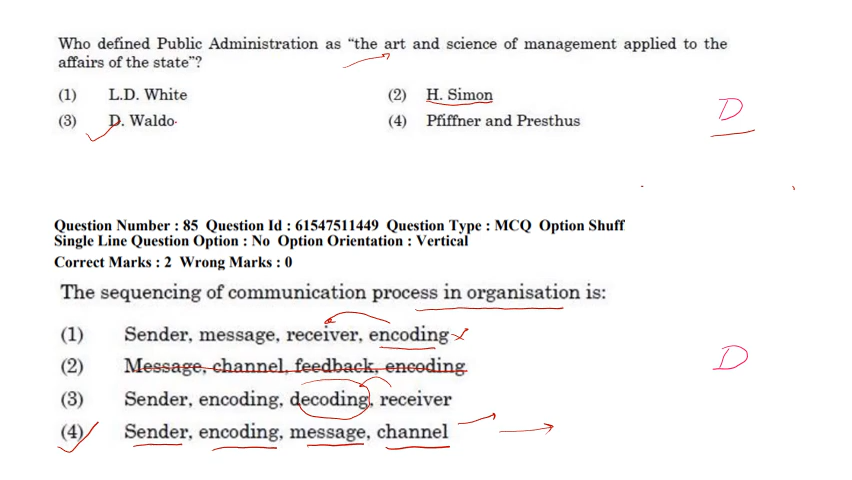 Who defined Public Administration as "the art and science of management applied to the
affairs of the state"?
(1) L.D. White (2) H. Simon
(3) D. Waldo (4) Pfiffner and Presthus
D
Question Number : 85 Question Id : 61547511449 Question Type : MCQ Option Shuff
Single Line Question Option : No Option Orientation : Vertical
Correct Marks : 2 Wrong Marks : 0
The sequencing of communication process in organisation is:
(1) Sender, message, receiver, encoding
(2) Message, channel, feedback, encoding
(3) Sender, encoding, decoding, receiver
(4) Sender, encoding, message, channel
D